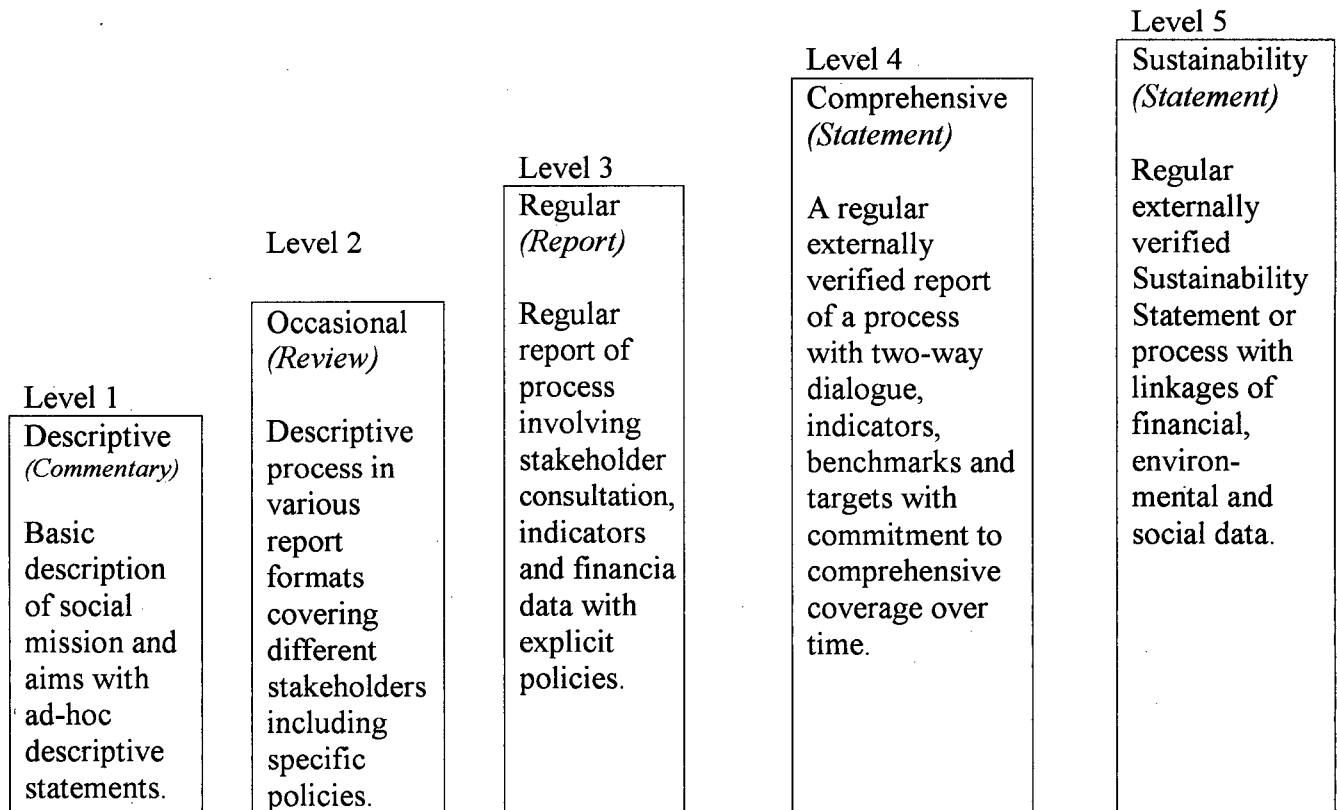 Level 1
Descriptive
(Commentary)
Basic
description
of social
mission and
aims with
ad-hoc
descriptive
statements.
Level 2
Occasional
(Review)
Descriptive
process in
various
report
formats
covering
different
stakeholders
including
specific
policies.
Level 3
Regular
(Report)
Regular
report of
process
involving
stakeholder
consultation,
indicators
and financia
data with
explicit
policies.
Level 4
Comprehensive
(Statement)
A regular
externally
verified report
of a process
with two-way
dialogue,
indicators,
benchmarks and
targets with
commitment to
comprehensive
coverage over
time.
Level 5
Sustainability
(Statement)
Regular
externally
verified
Sustainability
Statement or
process with
linkages of
financial,
environ-
mental and
social data.